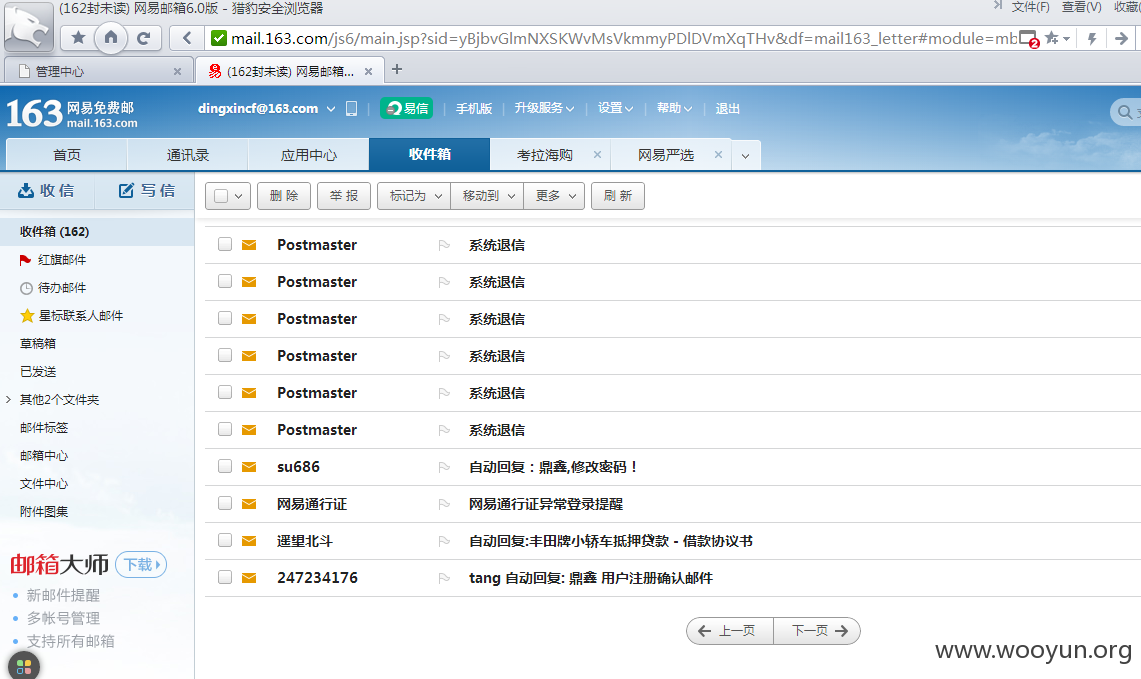 (162封未读) 网易邮箱6.0版 - 猎豹安全浏览器 文件(F) 查看(V) 收藏
mail.163.com/js6/main.jsp?sid=yBjbvGlmNXSKWvMsVkmmyPDlDVmXqTHv&df=mail163_letter#module=mb 2
管理中心 × (162封未读) 网易邮箱... × +
163 网易免费邮 mail.163.com dingxincf@163.com 易信 手机版 升级服务 设置 帮助 退出
首页 通讯录 应用中心 收件箱 考拉海购 × 网易严选 ×
收信 写信 删除 举报 标记为 移动到 更多 刷新
收件箱 (162)
红旗邮件
待办邮件
星标联系人邮件
草稿箱
已发送
其他2个文件夹
邮件标签
邮箱中心
文件中心
附件图集
邮箱大师 下载
• 新邮件提醒
• 多帐号管理
• 支持所有邮箱
Postmaster 系统退信
Postmaster 系统退信
Postmaster 系统退信
Postmaster 系统退信
Postmaster 系统退信
Postmaster 系统退信
su686 自动回复：鼎鑫,修改密码！
网易通行证 网易通行证异常登录提醒
遥望北斗 自动回复:丰田牌小轿车抵押贷款 - 借款协议书
247234176 tang 自动回复: 鼎鑫 用户注册确认邮件
← 上一页 下一页 →
www.wooyun.org